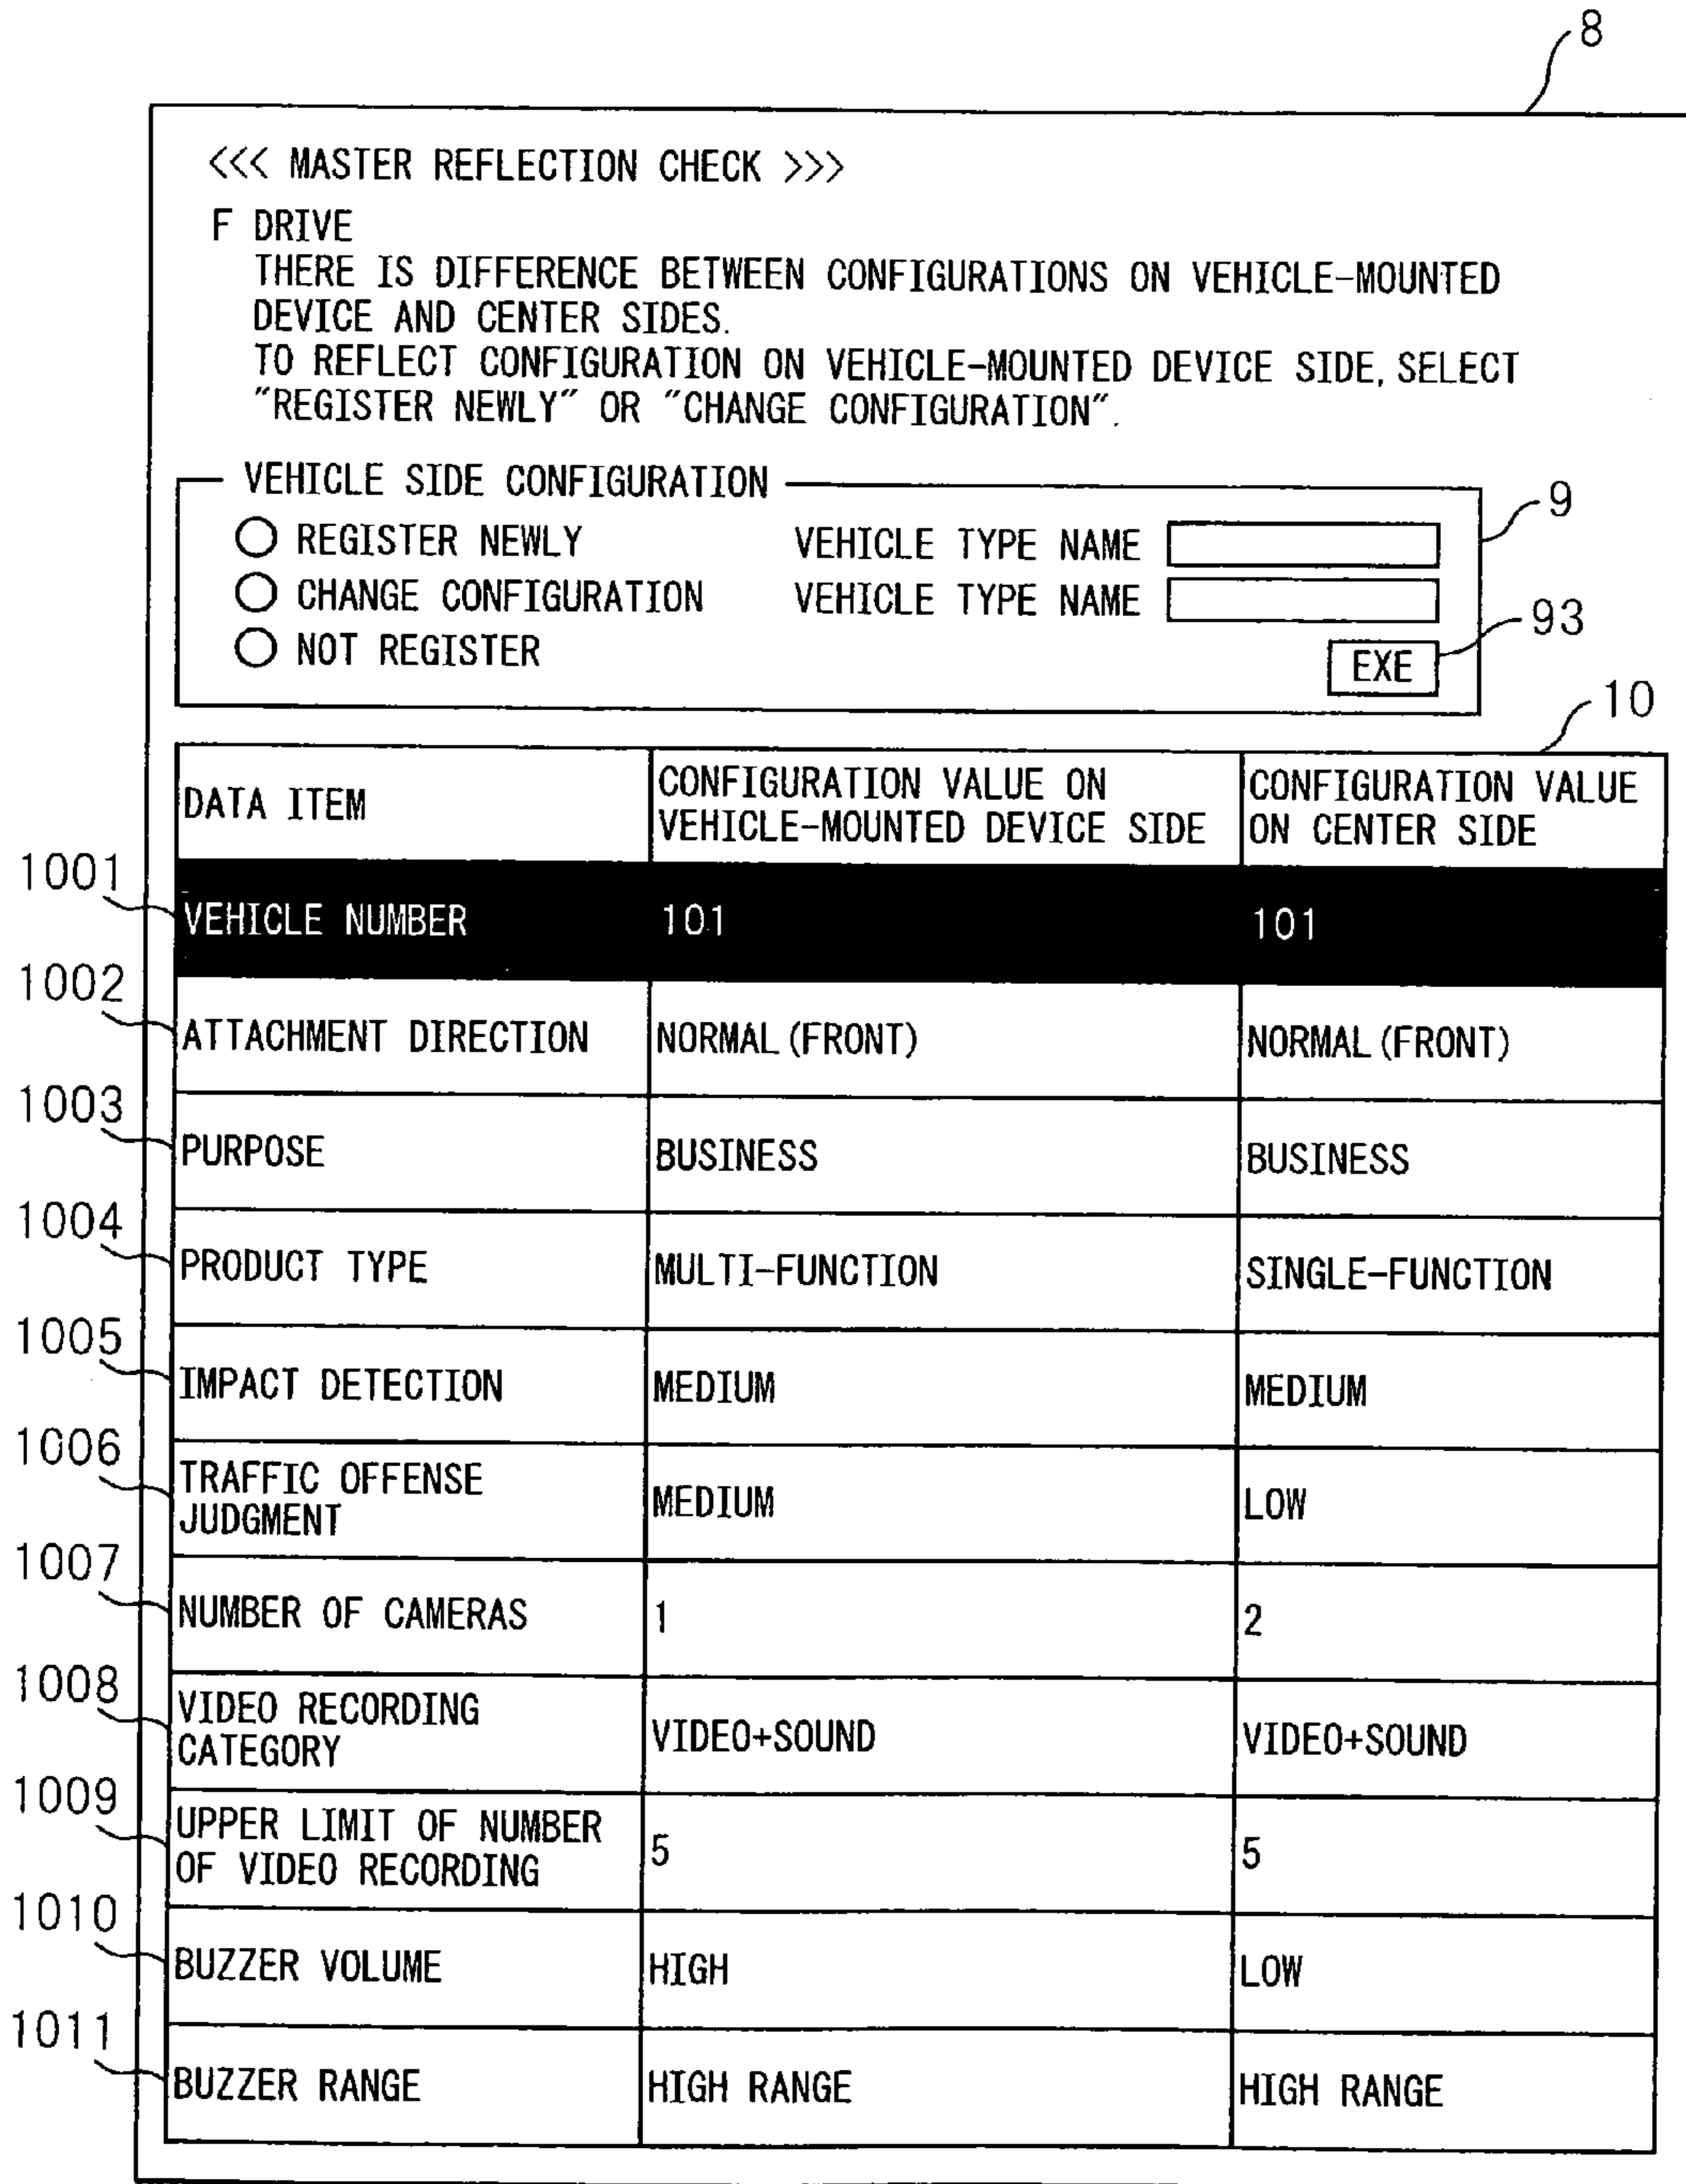 8
<<< MASTER REFLECTION CHECK >>>
F DRIVE
THERE IS DIFFERENCE BETWEEN CONFIGURATIONS ON VEHICLE-MOUNTED
DEVICE AND CENTER SIDES.
TO REFLECT CONFIGURATION ON VEHICLE-MOUNTED DEVICE SIDE, SELECT
"REGISTER NEWLY" OR "CHANGE CONFIGURATION".
VEHICLE SIDE CONFIGURATION
9
REGISTER NEWLY VEHICLE TYPE NAME
CHANGE CONFIGURATION VEHICLE TYPE NAME
93
NOT REGISTER EXE
10
DATA ITEM
CONFIGURATION VALUE ON
VEHICLE-MOUNTED DEVICE SIDE
CONFIGURATION VALUE
ON CENTER SIDE
1001
VEHICLE NUMBER 101 101
1002
ATTACHMENT DIRECTION NORMAL (FRONT) NORMAL (FRONT)
1003
PURPOSE BUSINESS BUSINESS
1004
PRODUCT TYPE MULTI-FUNCTION SINGLE-FUNCTION
1005
IMPACT DETECTION MEDIUM MEDIUM
1006
TRAFFIC OFFENSE
JUDGMENT
MEDIUM LOW
1007
NUMBER OF CAMERAS 1 2
1008
VIDEO RECORDING
CATEGORY
VIDEO+SOUND VIDEO+SOUND
1009
UPPER LIMIT OF NUMBER
OF VIDEO RECORDING
5 5
1010
BUZZER VOLUME HIGH LOW
1011
BUZZER RANGE HIGH RANGE HIGH RANGE